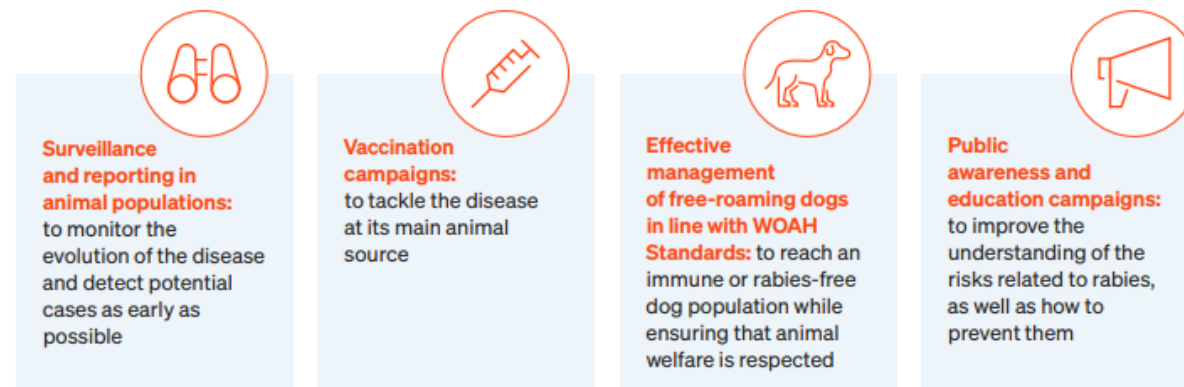 Surveillance
and reporting in
animal populations:
to monitor the
evolution of the disease
and detect potential
cases as early as
possible
Vaccination
campaigns:
to tackle the disease
at its main animal
source
Effective
management
of free-roaming dogs
in line with WOAH
Standards: to reach an
immune or rabies-free
dog population while
ensuring that animal
welfare is respected
Public
awareness and
education campaigns:
to improve the
understanding of the
risks related to rabies,
as well as how to
prevent them